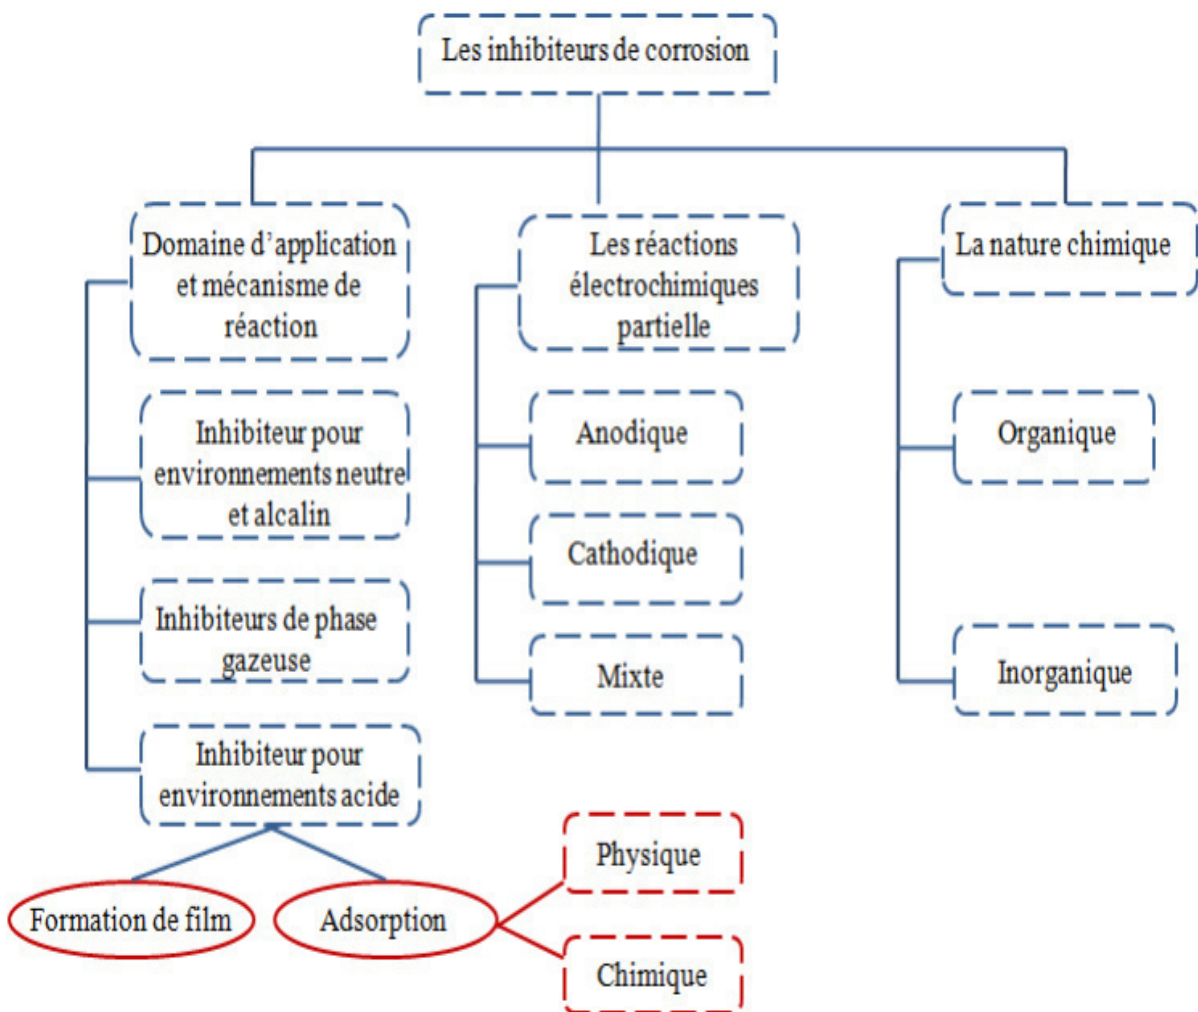 Les inhibiteurs de corrosion
Domaine d'application
et mécanisme de
réaction
Inhibiteur pour
environnements neutre
et alcalin
Inhibiteurs de phase
gazeuse
Inhibiteur pour
environnements acide
Formation de film
Adsorption
Physique
Chimique
Les réactions
électrochimiques
partielle
Anodique
Cathodique
Mixte
La nature chimique
Organique
Inorganique